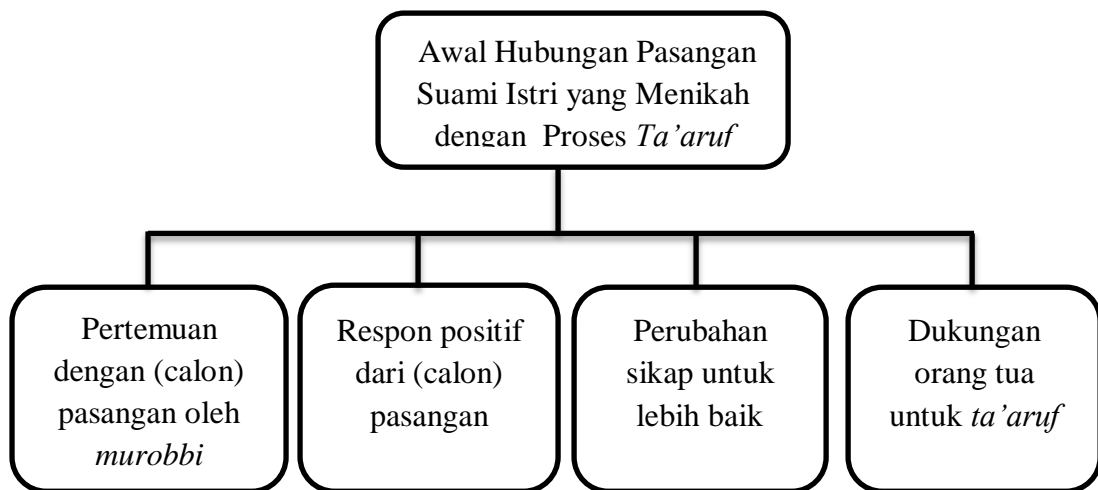 Awal Hubungan Pasangan
Suami Istri yang Menikah
dengan Proses Ta’aruf
Pertemuan
dengan (calon)
pasangan oleh
murobbi
Respon positif
dari (calon)
pasangan
Perubahan
sikap untuk
lebih baik
Dukungan
orang tua
untuk ta’aruf